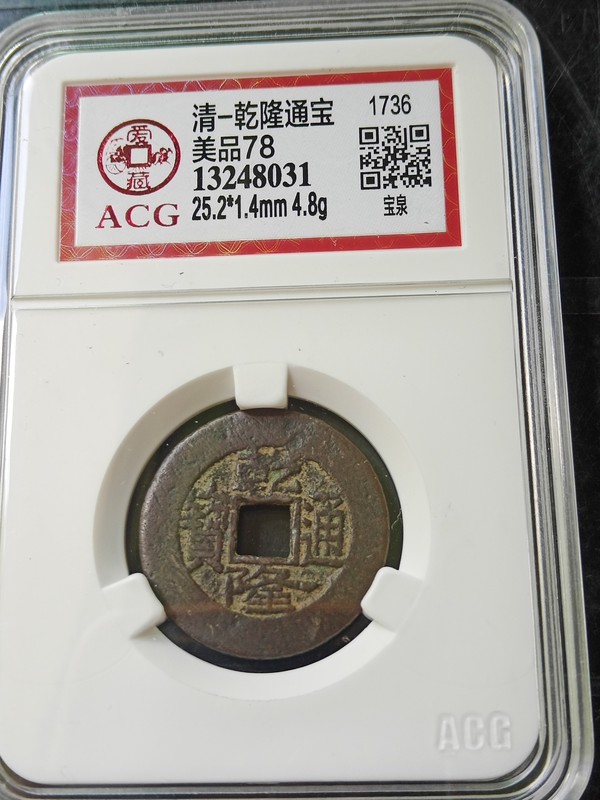 清-乾隆通宝
1736
美品78
13248031
25.2*1.4mm 4.8g
宝泉
爱藏
ACG
乾隆通寶
ACG